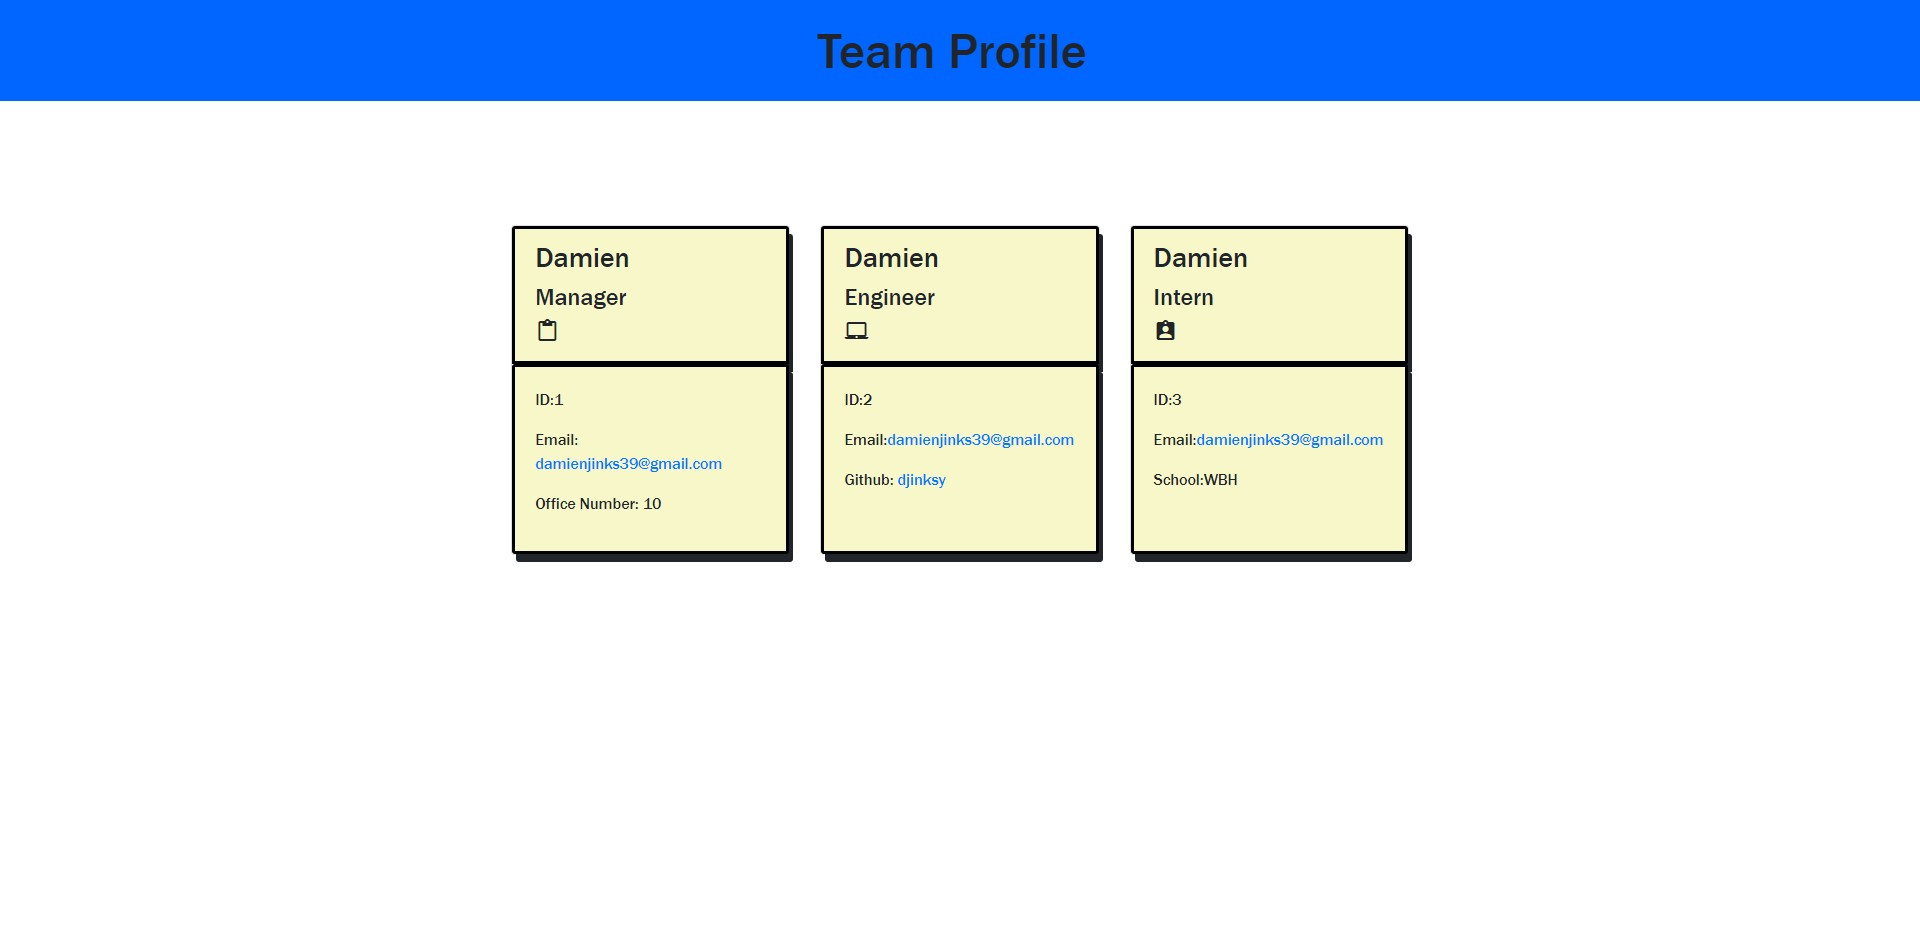 Team Profile
Damien
Manager
ID:1
Email:
damienjinks39@gmail.com
Office Number: 10
Damien
Engineer
ID:2
Email:damienjinks39@gmail.com
Github: djinksy
Damien
Intern
ID:3
Email:damienjinks39@gmail.com
School:WBH